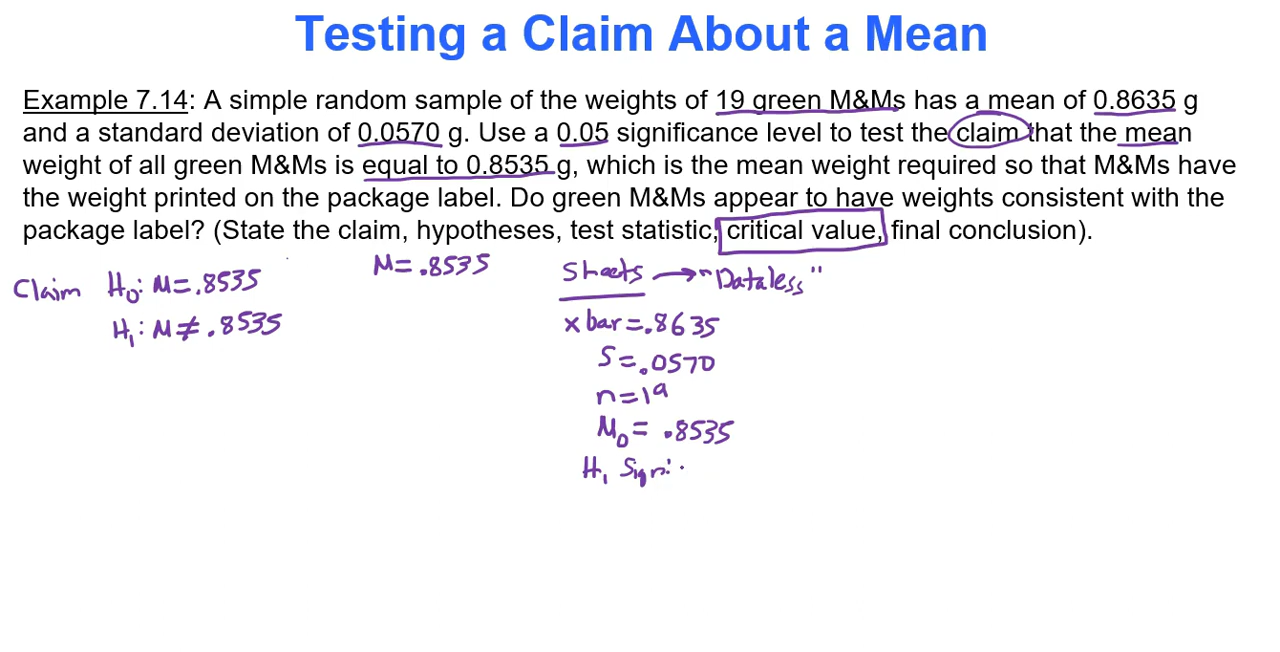 Testing a Claim About a Mean
Example 7.14: A simple random sample of the weights of 19 green M&Ms has a mean of 0.8635 g
and a standard deviation of 0.0570 g. Use a 0.05 significance level to test the claim that the mean
weight of all green M&Ms is equal to 0.8535 g, which is the mean weight required so that M&Ms have
the weight printed on the package label. Do green M&Ms appear to have weights consistent with the
package label? (State the claim, hypotheses, test statistic, critical value, final conclusion).
Claim H₀: M=.8535
H₁: M≠.8535
M=.8535
Sheets → "Dataless"
x bar=.8635
S=.0570
n=19
M₀= .8535
H₁ Sign: